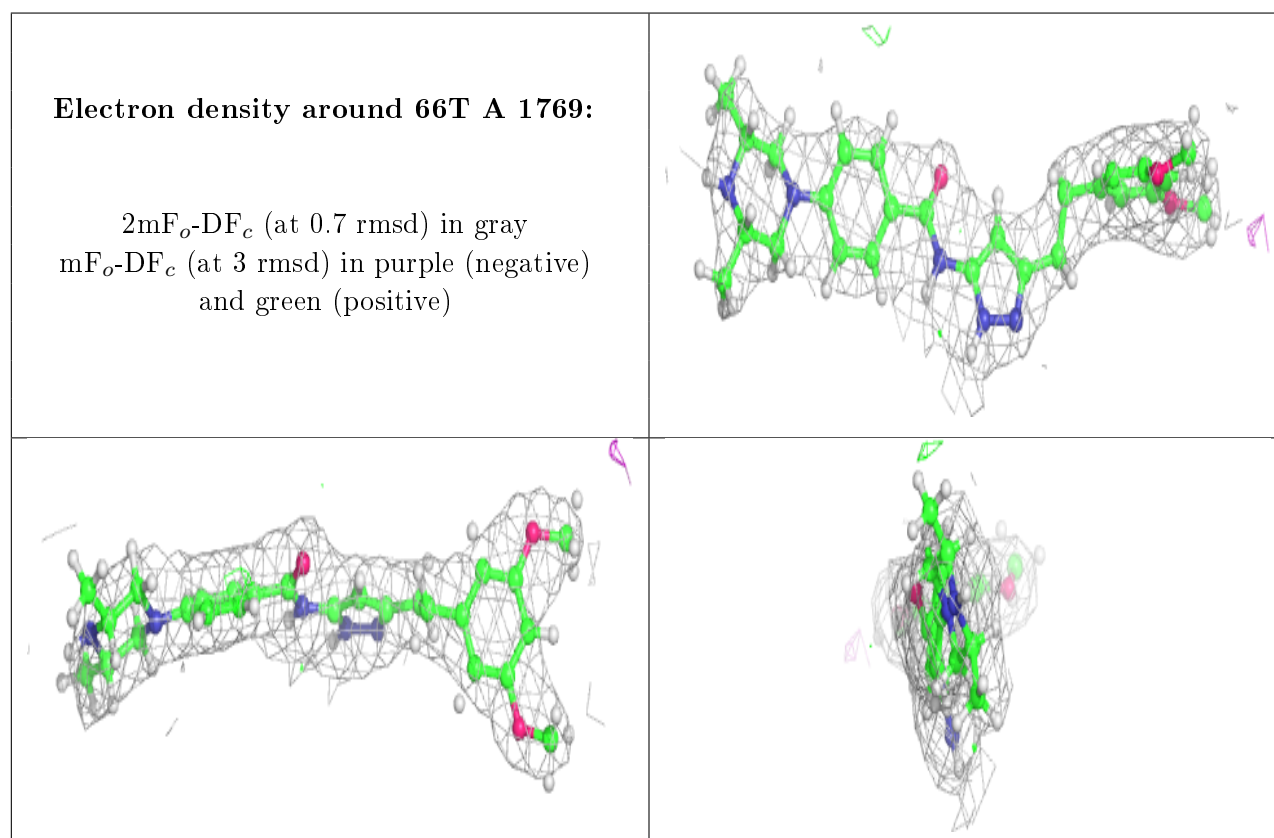 Electron density around 66T A 1769:
2mFo-DFc (at 0.7 rmsd) in gray
mFo-DFc (at 3 rmsd) in purple (negative)
and green (positive)